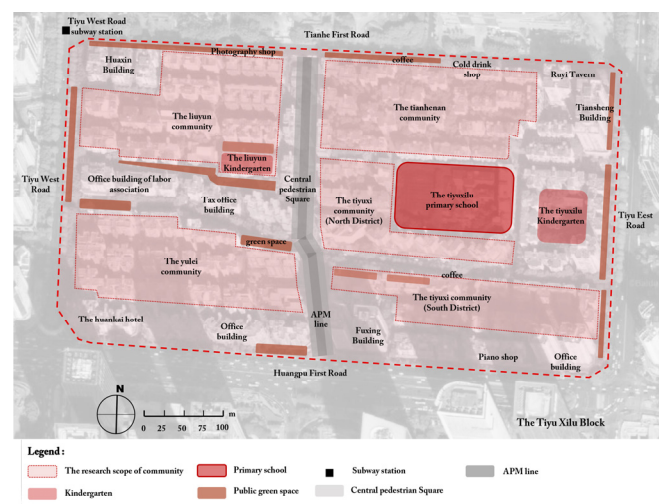 Tiyu West Road
subway station
Tianhe First Road
Photography shop
coffee
Cold drink
shop
Ruyi Tavern
Huaxin
Building
Tiansheng
Building
The liuyun
community
The tianhenan
community
The liuyun
Kindergarten
Central
pedestrian
Square
Tiyu West
Road
Office building of labor
association
Tax office
building
The tiyuxi
community
(North District)
The tiyuxilu
primary school
The tiyuxilu
Kindergarten
Tiyu East
Road
green space
The yulei
community
coffee
The tiyuxi community
(South District)
The huankai hotel
Office
building
APM
line
Fuxing
Building
Piano shop
Office
building
Huangpu First Road
N
0 25 50 75 100 m
The Tiyu Xilu Block
Legend :
The research scope of community
Primary school
Subway station
APM line
Kindergarten
Public green space
Central pedestrian Square